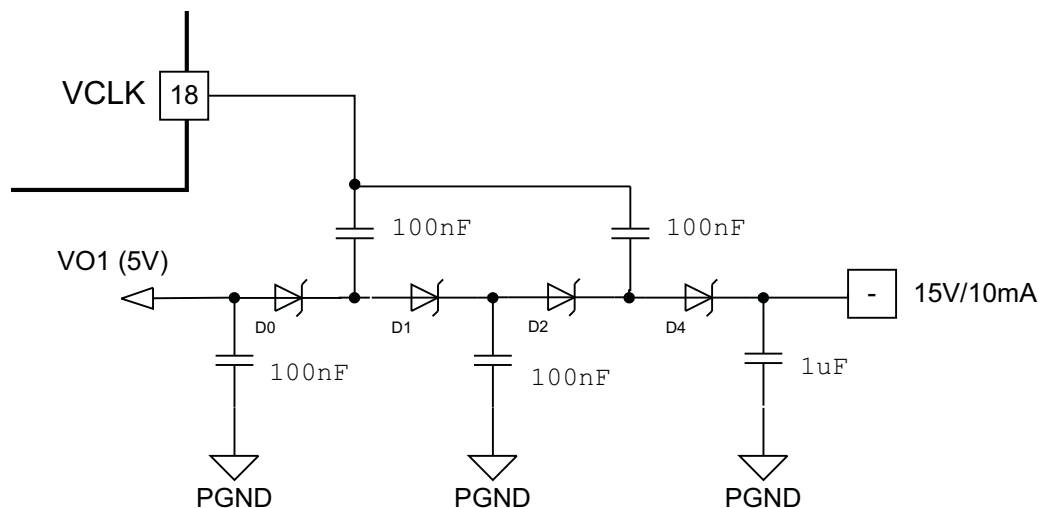 VCLK 18
100nF 100nF
VO1 (5V)
- 15V/10mA
D0 D1 D2 D4
100nF 100nF 1uF
PGND PGND PGND